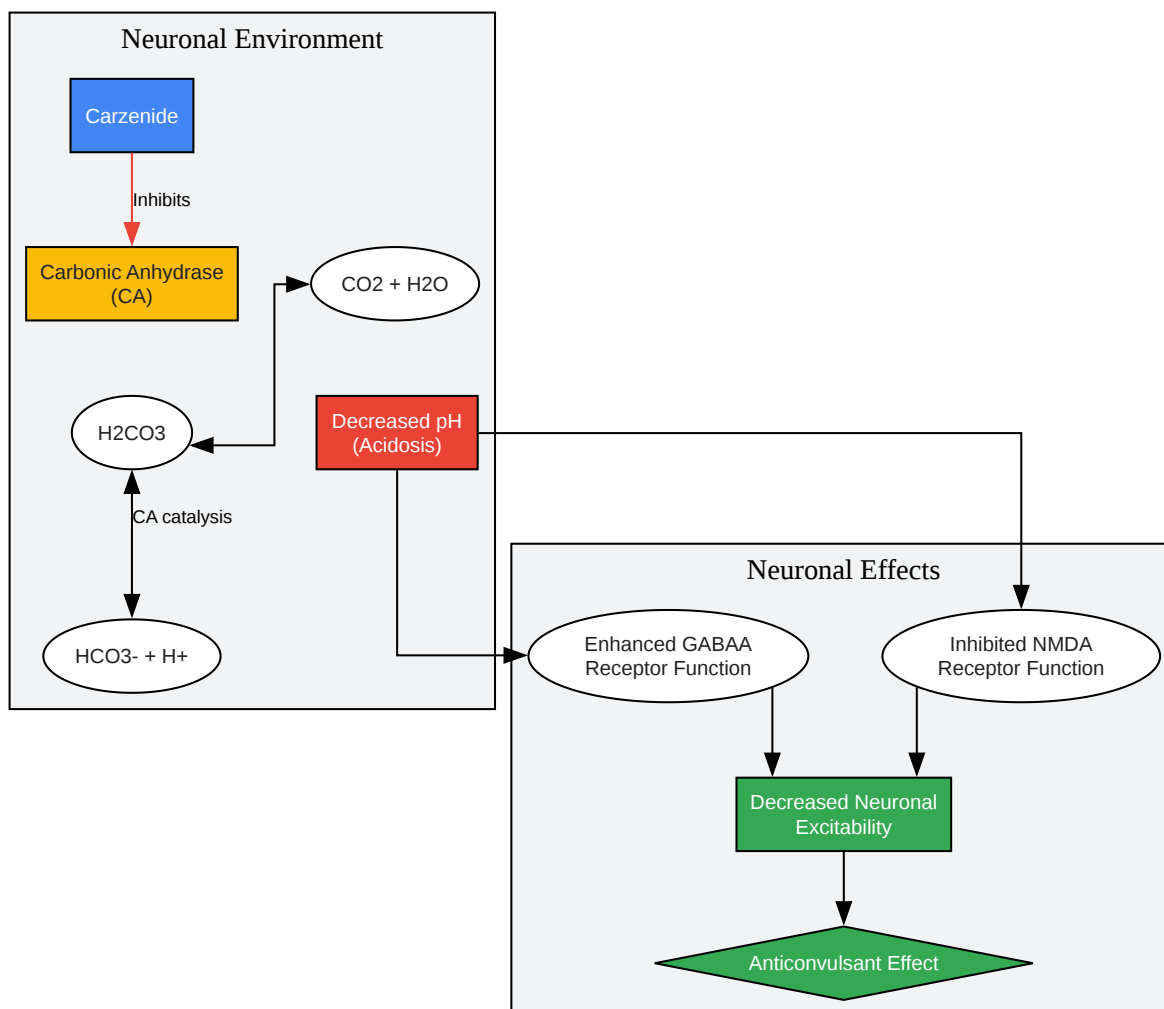 Neuronal Environment
Carzenide
Inhibits
Carbonic Anhydrase
(CA)
CO2 + H2O
H2CO3
Decreased pH
(Acidosis)
CA catalysis
HCO3- + H+
Neuronal Effects
Enhanced GABAA
Receptor Function
Inhibited NMDA
Receptor Function
Decreased Neuronal
Excitability
Anticonvulsant Effect